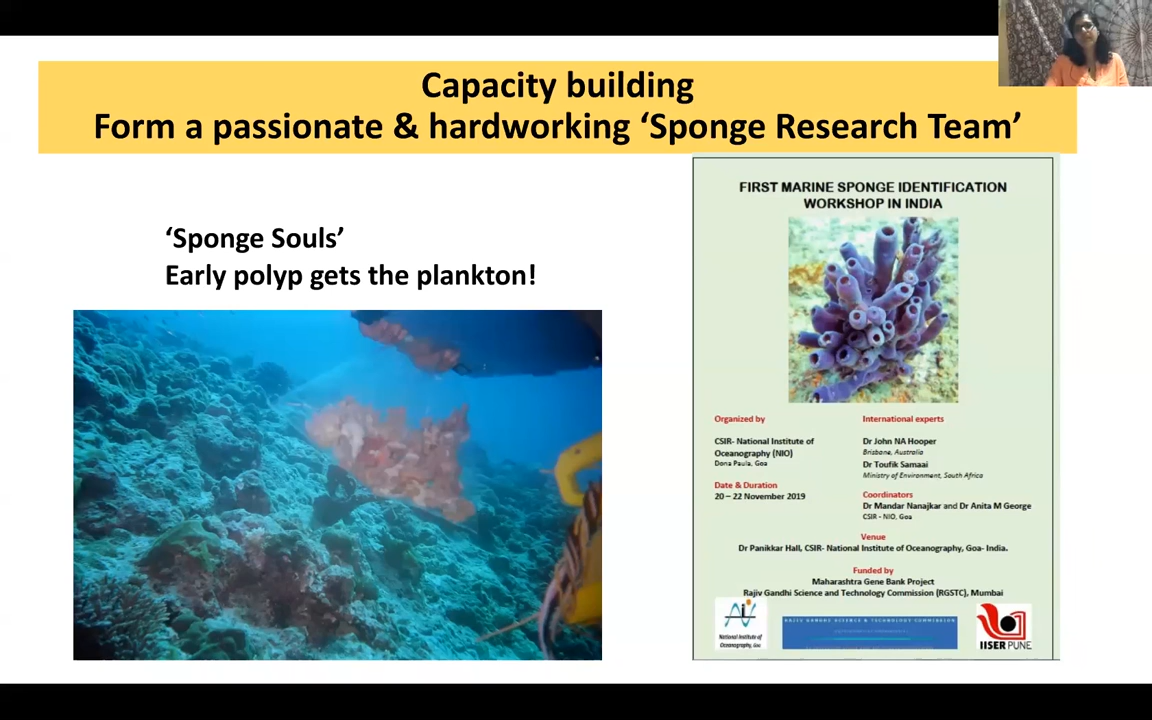 Capacity building
Form a passionate & hardworking ‘Sponge Research Team’
‘Sponge Souls’
Early polyp gets the plankton!
FIRST MARINE SPONGE IDENTIFICATION
WORKSHOP IN INDIA
Organized by
CSIR- National Institute of
Oceanography (NIO)
Dona Paula, Goa
Date & Duration
20 – 22 November 2019
International experts
Dr John NA Hooper
Brisbane, Australia
Dr Toufik Samaai
Ministry of Environment, South Africa
Coordinators
Dr Mandar Nanajkar and Dr Anita M George
CSIR - NIO, Goa
Venue
Dr Panikkar Hall, CSIR- National Institute of Oceanography, Goa- India.
Funded by
Maharashtra Gene Bank Project
Rajiv Gandhi Science and Technology Commission (RGSTC), Mumbai
National Institute of
Oceanography, Goa
RAJIV GANDHI SCIENCE & TECHNOLOGY COMMISSION
IISER PUNE